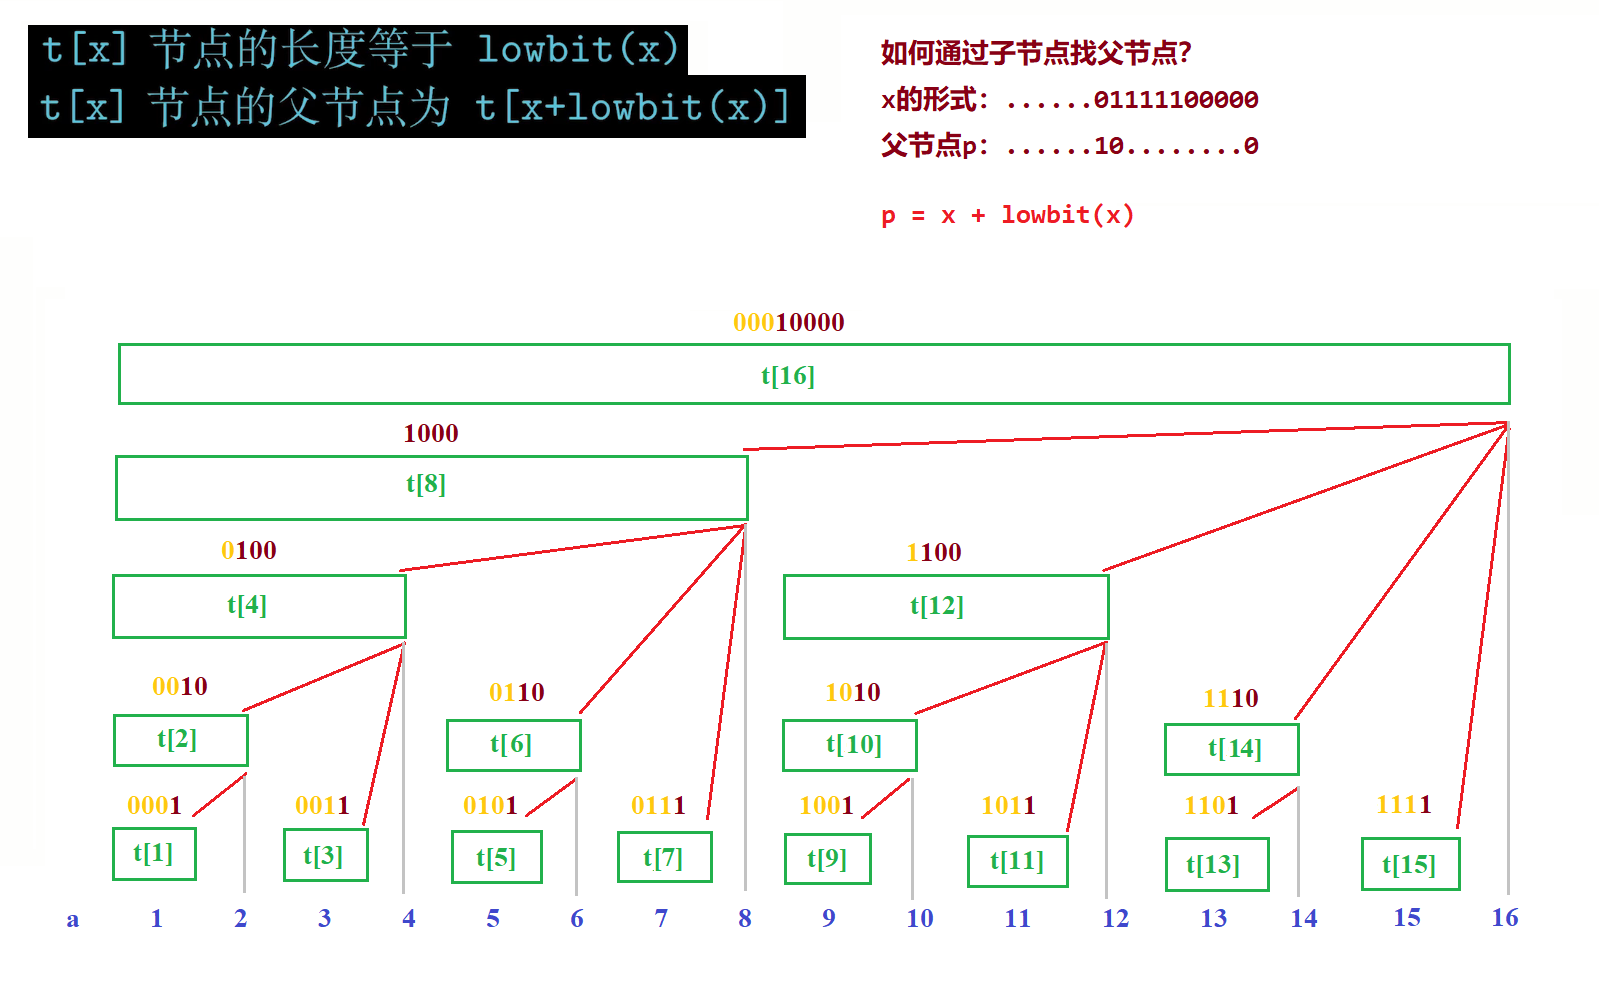 t[x] 节点的长度等于 lowbit(x)
t[x] 节点的父节点为 t[x+lowbit(x)]
如何通过子节点找父节点?
x的形式: ......01111100000
父节点p: ......10........0
p = x + lowbit(x)
00010000
t[16]
1000
t[8]
0100
1100
t[4]
t[12]
0010
0110
1010
1110
t[2]
t[6]
t[10]
t[14]
0001
0011
0101
0111
1001
1011
1101
1111
t[1]
t[3]
t[5]
t[7]
t[9]
t[11]
t[13]
t[15]
a 1 2 3 4 5 6 7 8 9 10 11 12 13 14 15 16